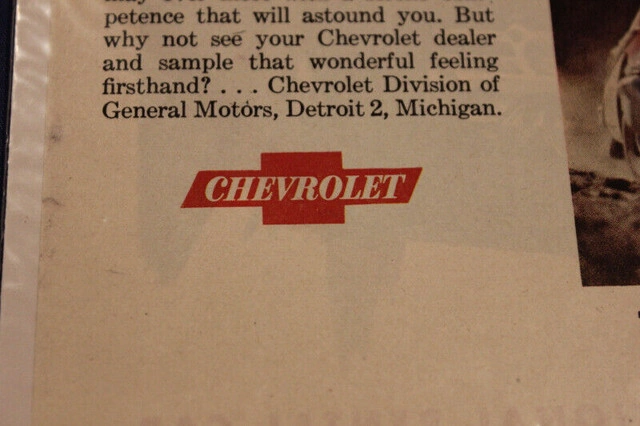 petence that will astound you. But
why not see your Chevrolet dealer
and sample that wonderful feeling
firsthand? . . . Chevrolet Division of
General Motors, Detroit 2, Michigan.
CHEVROLET